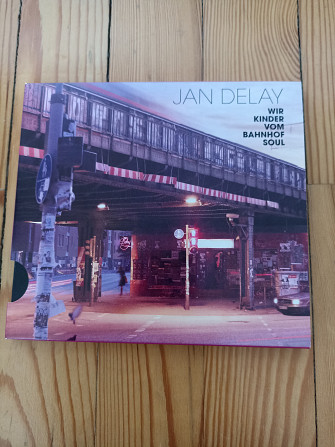 JAN DELAY
WIR
KINDER
VOM
BAHNHOF
SOUL